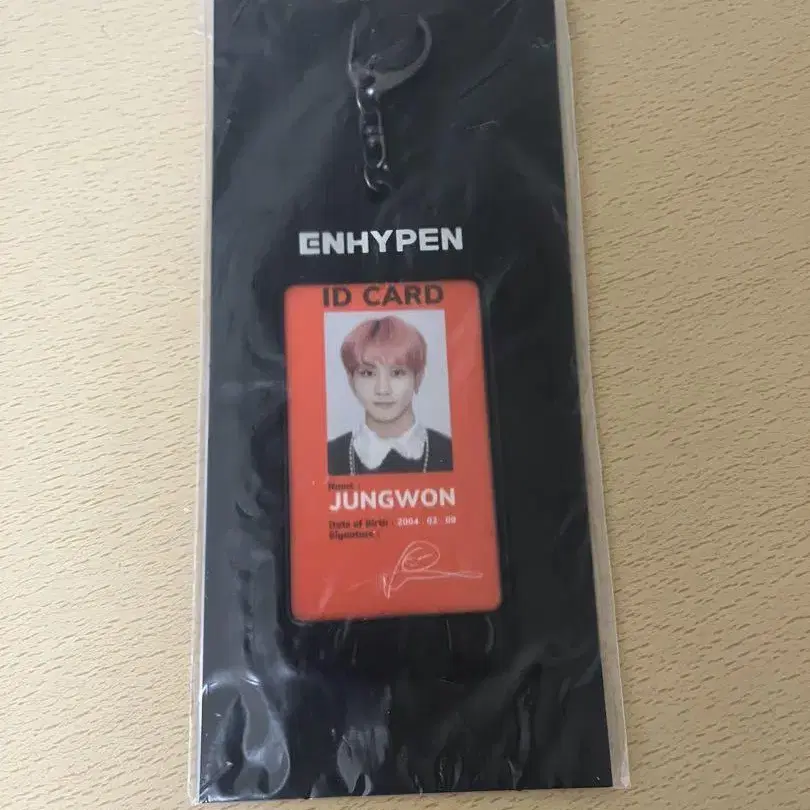 ENHYPEN
ID CARD
Name :
JUNGWON
Date of Birth : 2004 . 02 . 09
Signature :